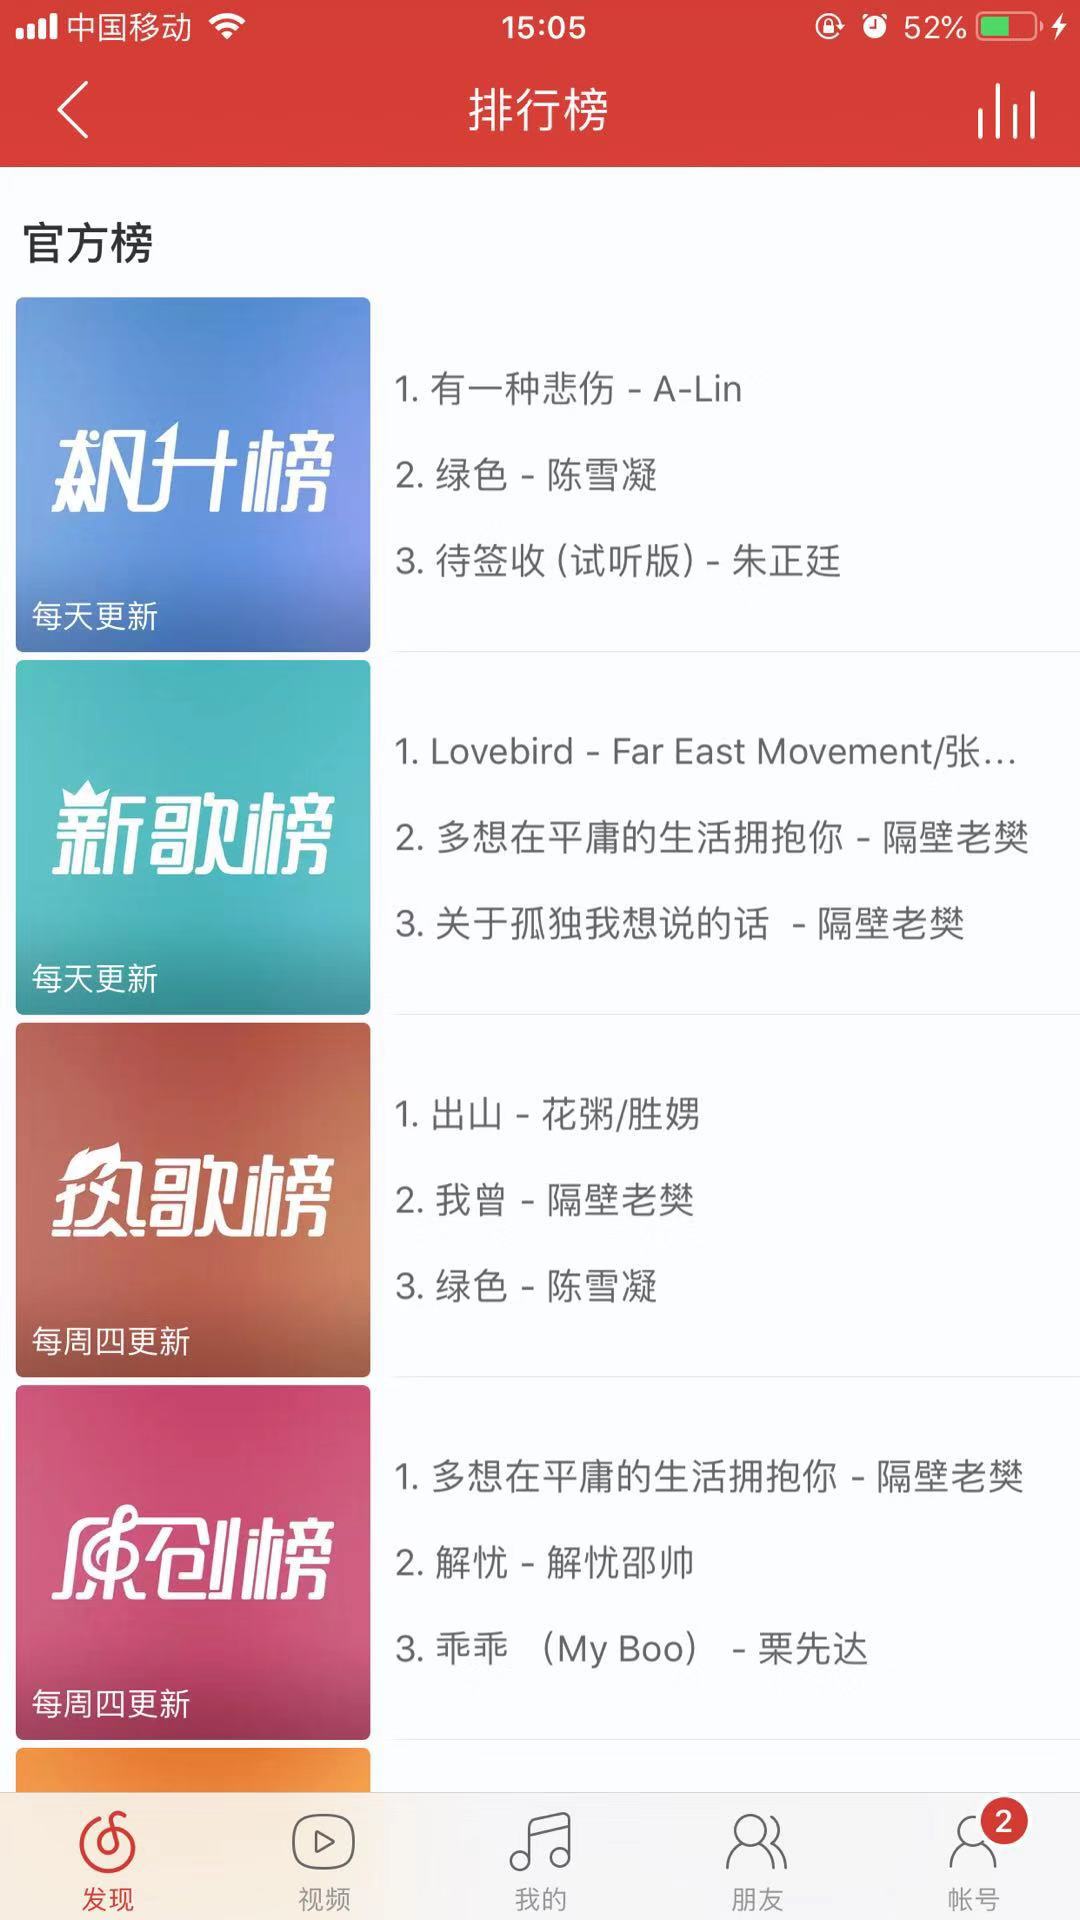 中国移动
15:05
52%
排行榜
官方榜
飙升榜
每天更新
1. 有一种悲伤 - A-Lin
2. 绿色 - 陈雪凝
3. 待签收 (试听版) - 朱正廷
新歌榜
每天更新
1. Lovebird - Far East Movement/张...
2. 多想在平庸的生活拥抱你 - 隔壁老樊
3. 关于孤独我想说的话 - 隔壁老樊
热歌榜
每周四更新
1. 出山 - 花粥/胜娚
2. 我曾 - 隔壁老樊
3. 绿色 - 陈雪凝
原创榜
每周四更新
1. 多想在平庸的生活拥抱你 - 隔壁老樊
2. 解忧 - 解忧邵帅
3. 乖乖 （My Boo） - 栗先达
发现
视频
我的
朋友
2
帐号